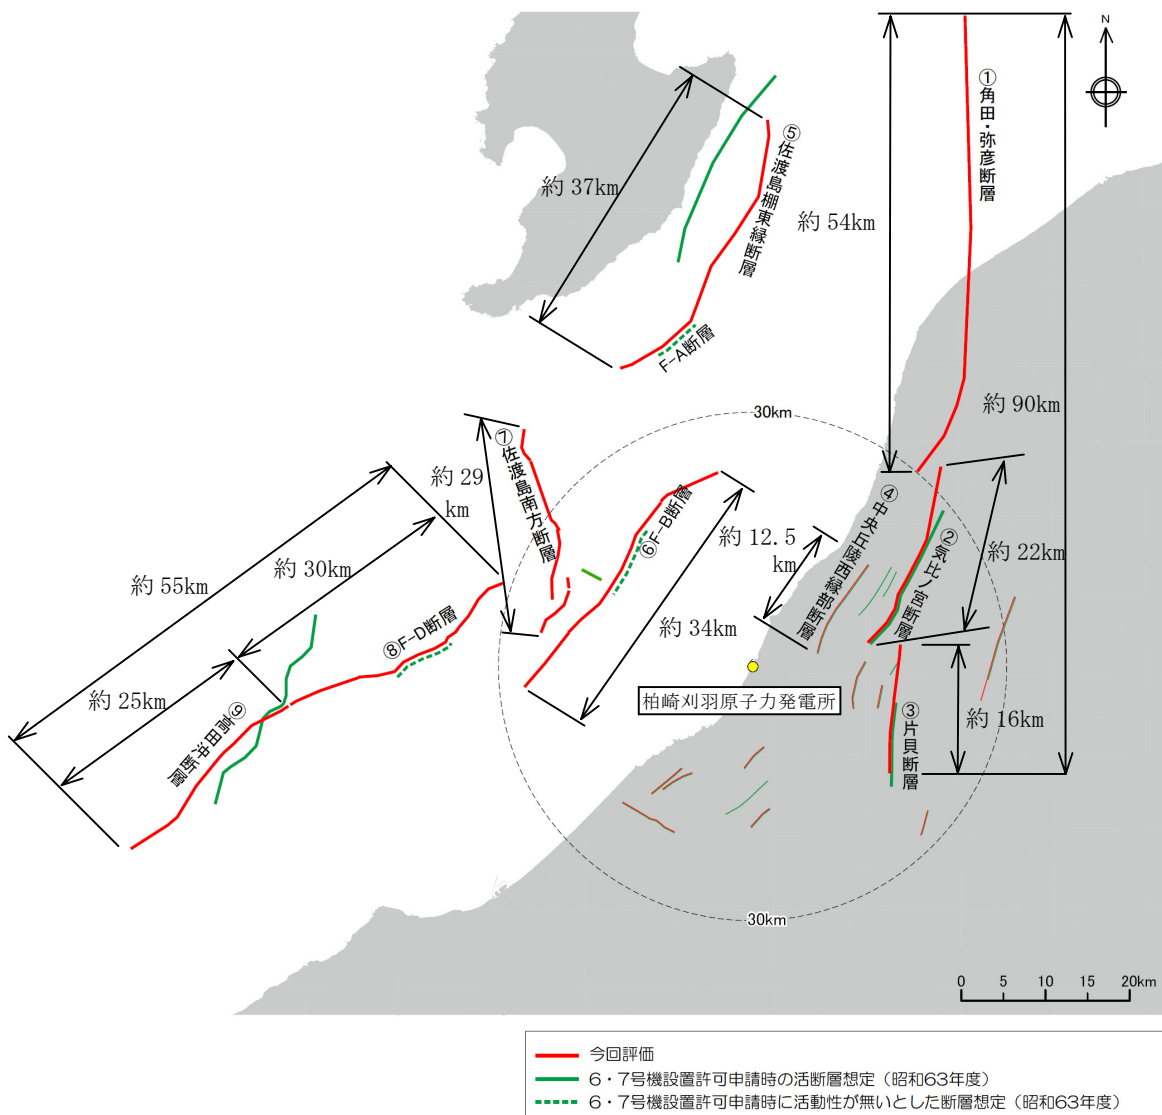 N
①角田・弥彦断層
⑤佐渡島棚東縁断層
約 37km
約 54km
F-A断層
約 90km
30km
⑦佐渡島南方断層
約 29
km
⑥F-B断層
④中央丘陵西縁部断層
約 12.5
km
②気比ノ宮断層
約 22km
約 55km
約 30km
⑧F-D断層
約 34km
約 25km
⑨高田沖断層
柏崎刈羽原子力発電所
③片貝断層
約 16km
30km
0 5 10 15 20km
今回評価
6・7号機設置許可申請時の活断層想定（昭和63年度）
6・7号機設置許可申請時に活動性が無いとした断層想定（昭和63年度）